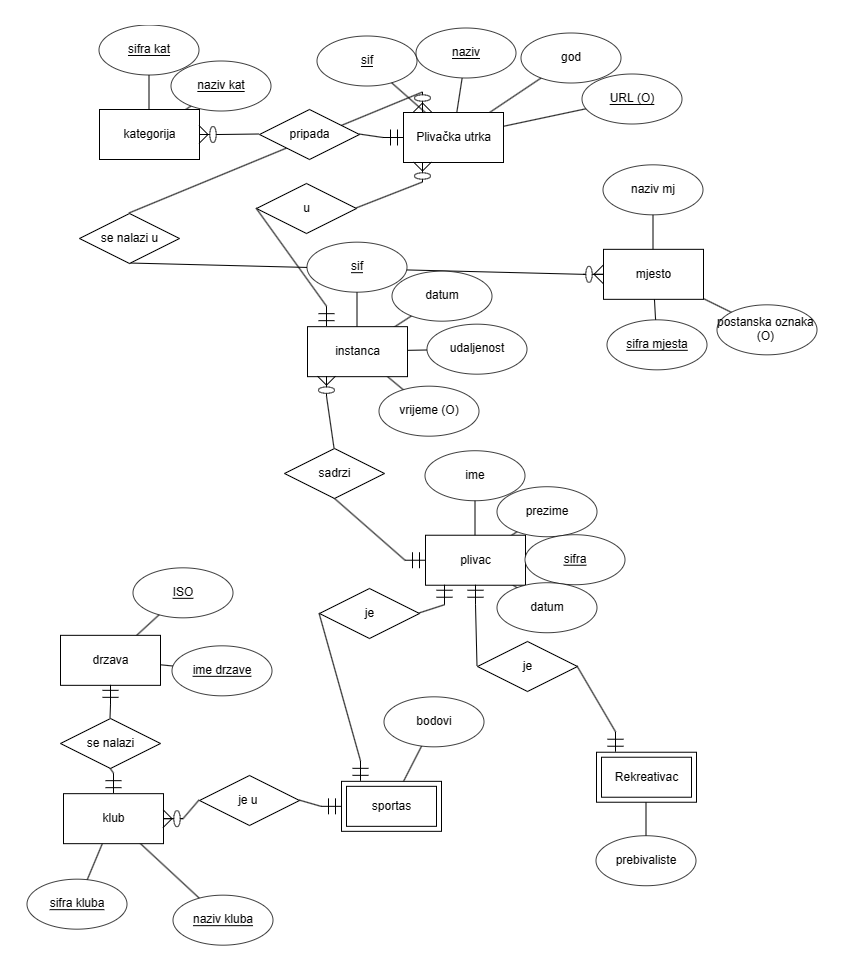 sifra kat
naziv kat
kategorija
pripada
sif
naziv
god
URL (O)
Plivačka utrka
se nalazi u
u
naziv mj
mjesto
sifra mjesta
postanska oznaka
(O)
sif
datum
instanca
udaljenost
vrijeme (O)
sadrzi
ime
prezime
plivac
sifra
datum
je
je
ISO
drzava
ime drzave
se nalazi
bodovi
klub
je u
sportas
Rekreativac
prebivaliste
sifra kluba
naziv kluba